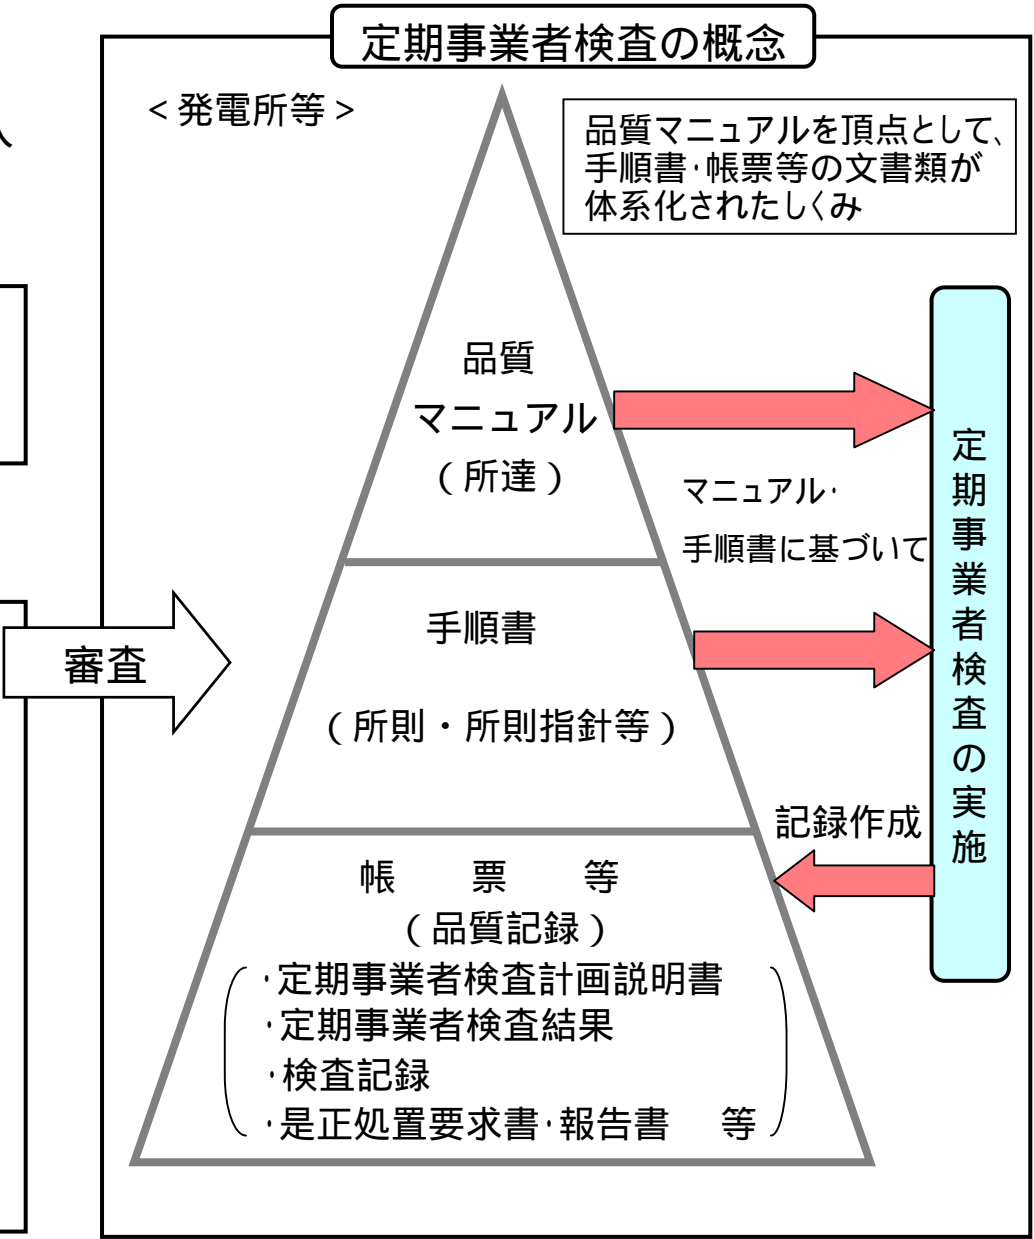 定期事業者検査の概念
<発電所等>
品質マニュアルを頂点として、
手順書・帳票等の文書類が
体系化されたしくみ
品質
マニュアル
(所達)
マニュアル・
手順書に基づいて
定期事業者検査の実施
審査
手順書
(所則・所則指針等)
記録作成
帳 票 等
(品質記録)
・定期事業者検査計画説明書
・定期事業者検査結果
・検査記録
・是正処置要求書・報告書 等